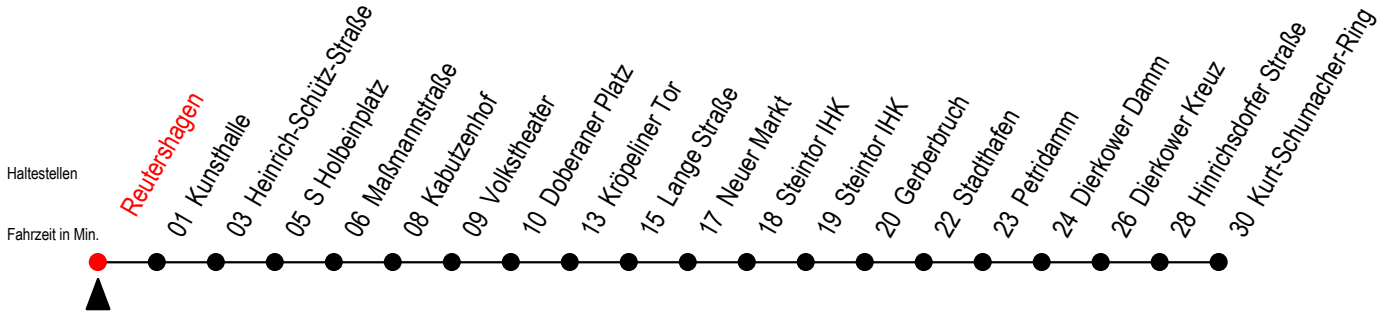 Haltestellen
Fahrzeit in Min.
Reutershagen
01 Kunsthalle
03 Heinrich-Schütz-Straße
05 S Holbeinplatz
06 Maßmannstraße
08 Kabutzenhof
09 Volkstheater
10 Doberaner Platz
13 Kröpeliner Tor
15 Lange Straße
17 Neuer Markt
18 Steintor IHK
19 Steintor IHK
20 Gerberbruch
22 Stadthafen
23 Petridamm
24 Dierkower Damm
26 Dierkower Kreuz
28 Hinrichsdorfer Straße
30 Kurt-Schumacher-Ring